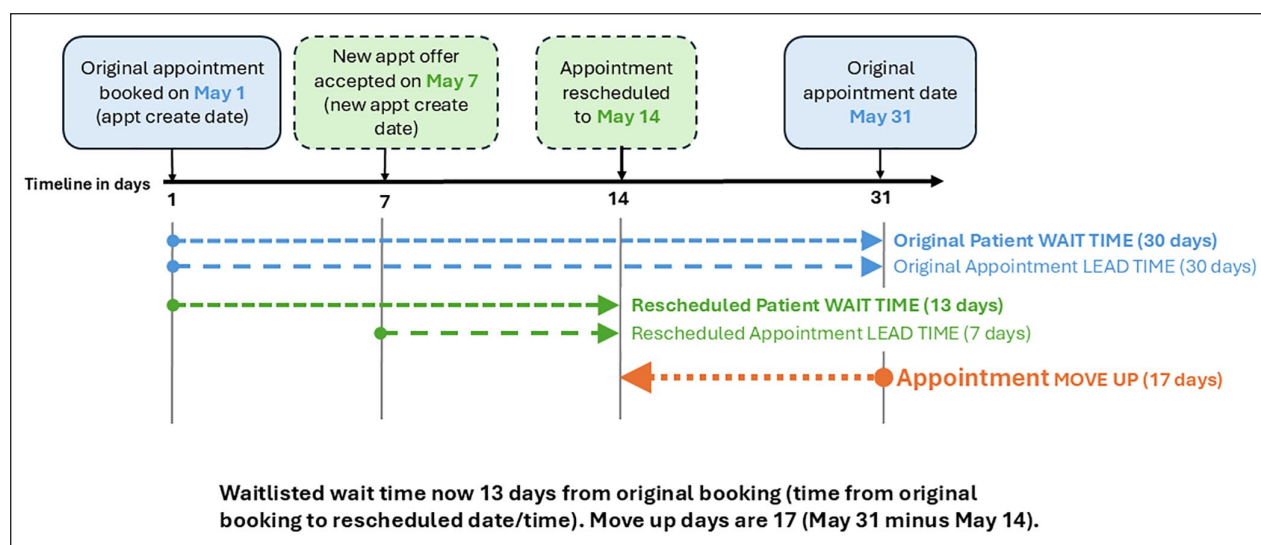 Original appointment
booked on May 1
(appt create date)
New appt offer
accepted on May 7
(new appt create
date)
Appointment
rescheduled
to May 14
Original
appointment date
May 31
Timeline in days
1
7
14
31
Original Patient WAIT TIME (30 days)
Original Appointment LEAD TIME (30 days)
Rescheduled Patient WAIT TIME (13 days)
Rescheduled Appointment LEAD TIME (7 days)
Appointment MOVE UP (17 days)
Waitlisted wait time now 13 days from original booking (time from original
booking to rescheduled date/time). Move up days are 17 (May 31 minus May 14).